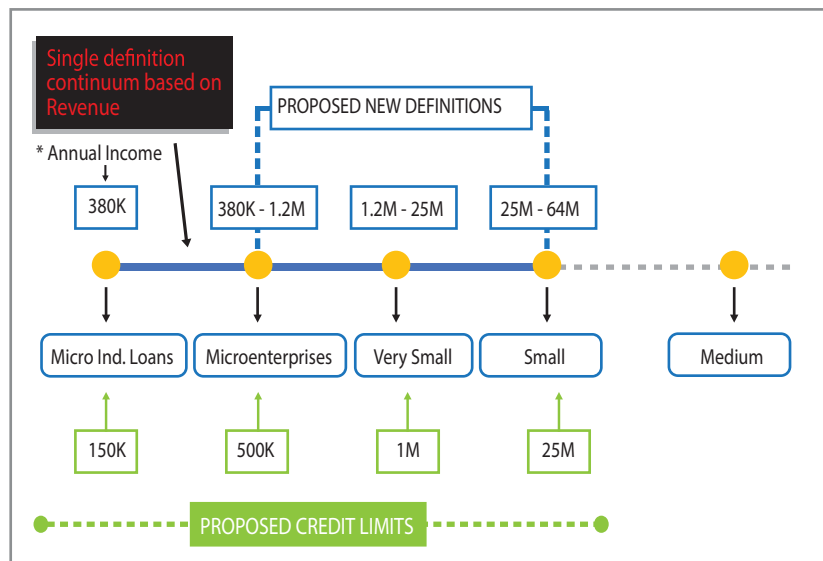 Single definition
continuum based on
Revenue
PROPOSED NEW DEFINITIONS
* Annual Income
380K
380K - 1.2M
1.2M - 25M
25M - 64M
Micro Ind. Loans
Microenterprises
Very Small
Small
Medium
150K
500K
1M
25M
PROPOSED CREDIT LIMITS